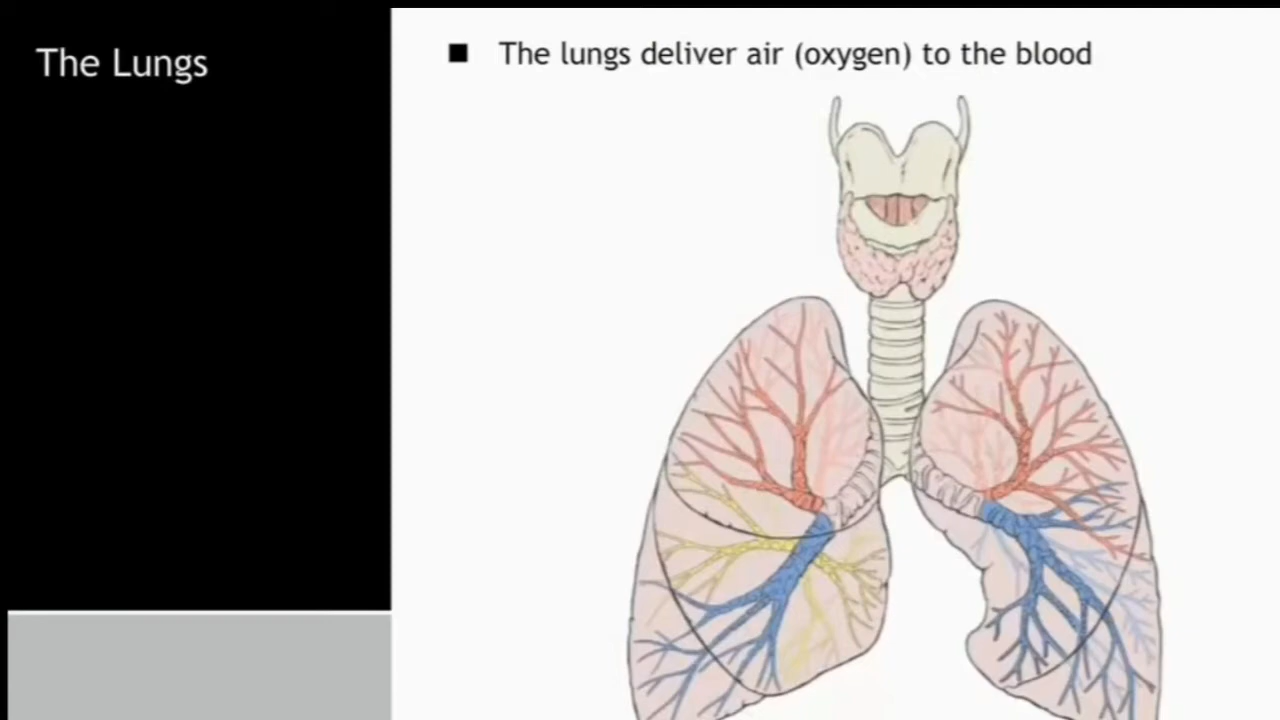 The Lungs
■ The lungs deliver air (oxygen) to the blood